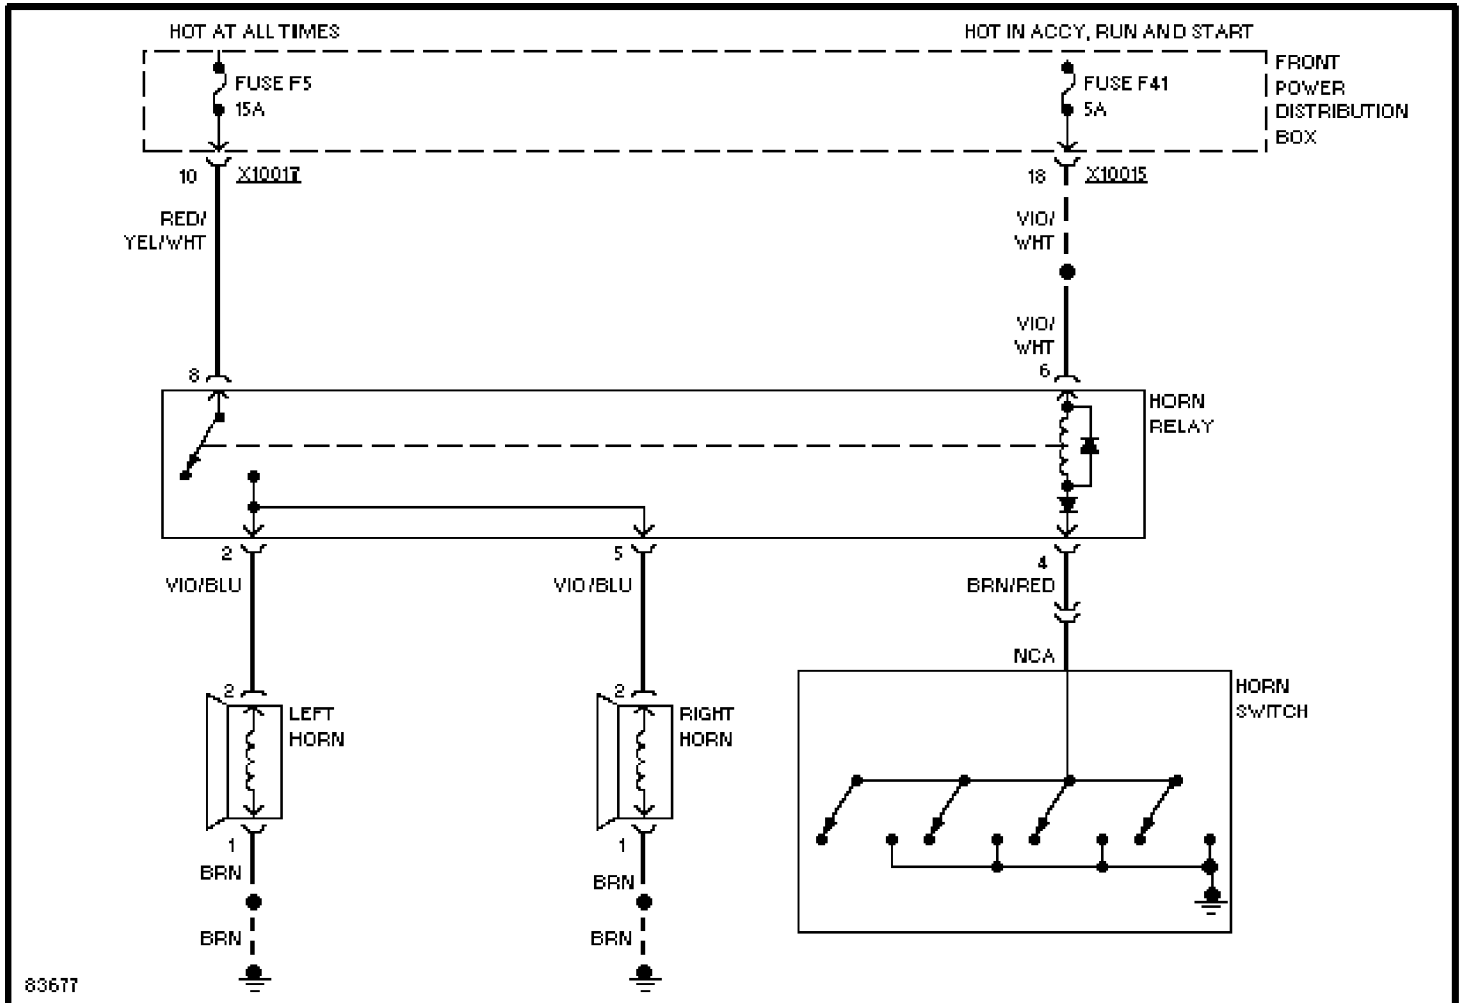 HOT AT ALL TIMES
HOT IN ACCY, RUN AND START
FUSE F5
15A
FUSE F41
5A
FRONT
POWER
DISTRIBUTION
BOX
10 X10017
18 X10015
RED/
YEL/WHT
VIO/
WHT
VIO/
WHT
8
6
HORN
RELAY
2
5
4
VIO/BLU
VIO/BLU
BRN/RED
NCA
HORN
SWITCH
2
LEFT
HORN
2
RIGHT
HORN
1
BRN
1
BRN
BRN
BRN
83677